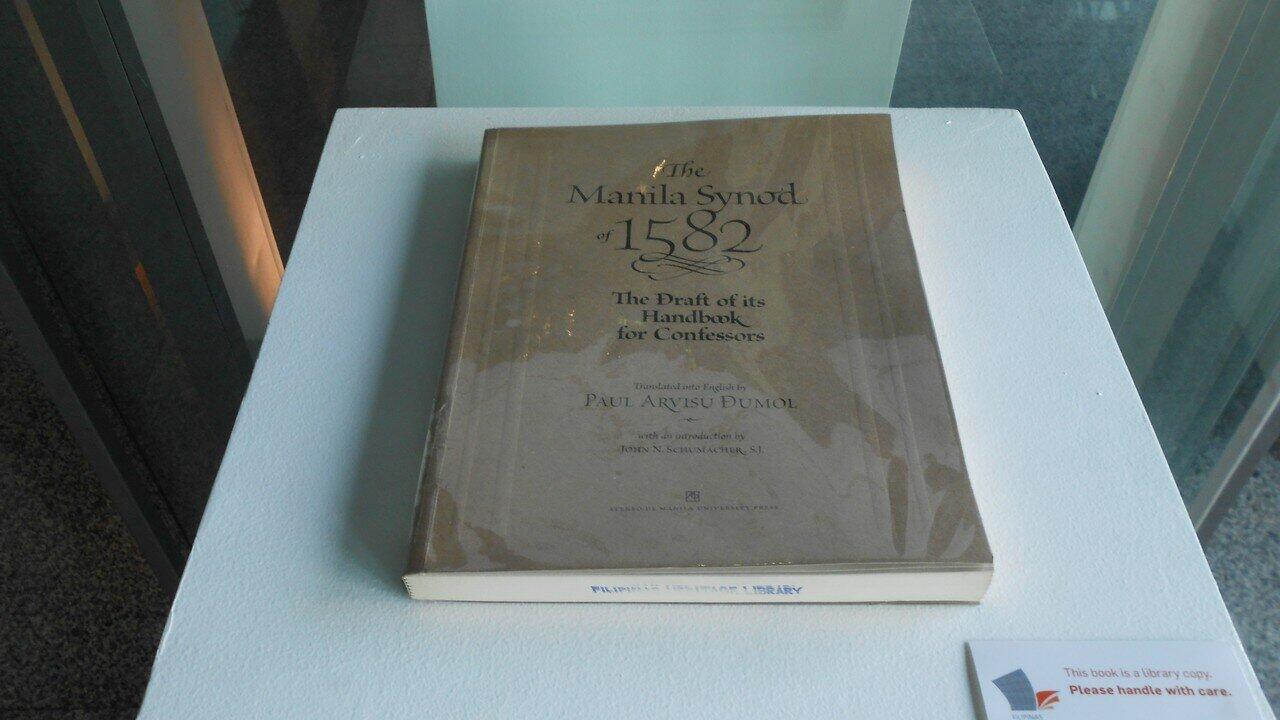 The
Manila Synod
of 1582
The Draft of its
Handbook
for Confessors
Translated into English by
PAUL ARVISU DUMOL
with an introduction by
JOHN N. SCHUMACHER, S.J.
ATENEO DE MANILA UNIVERSITY PRESS
FILIPINAS HERITAGE LIBRARY
This book is a library copy.
Please handle with care.
FILIPINAS